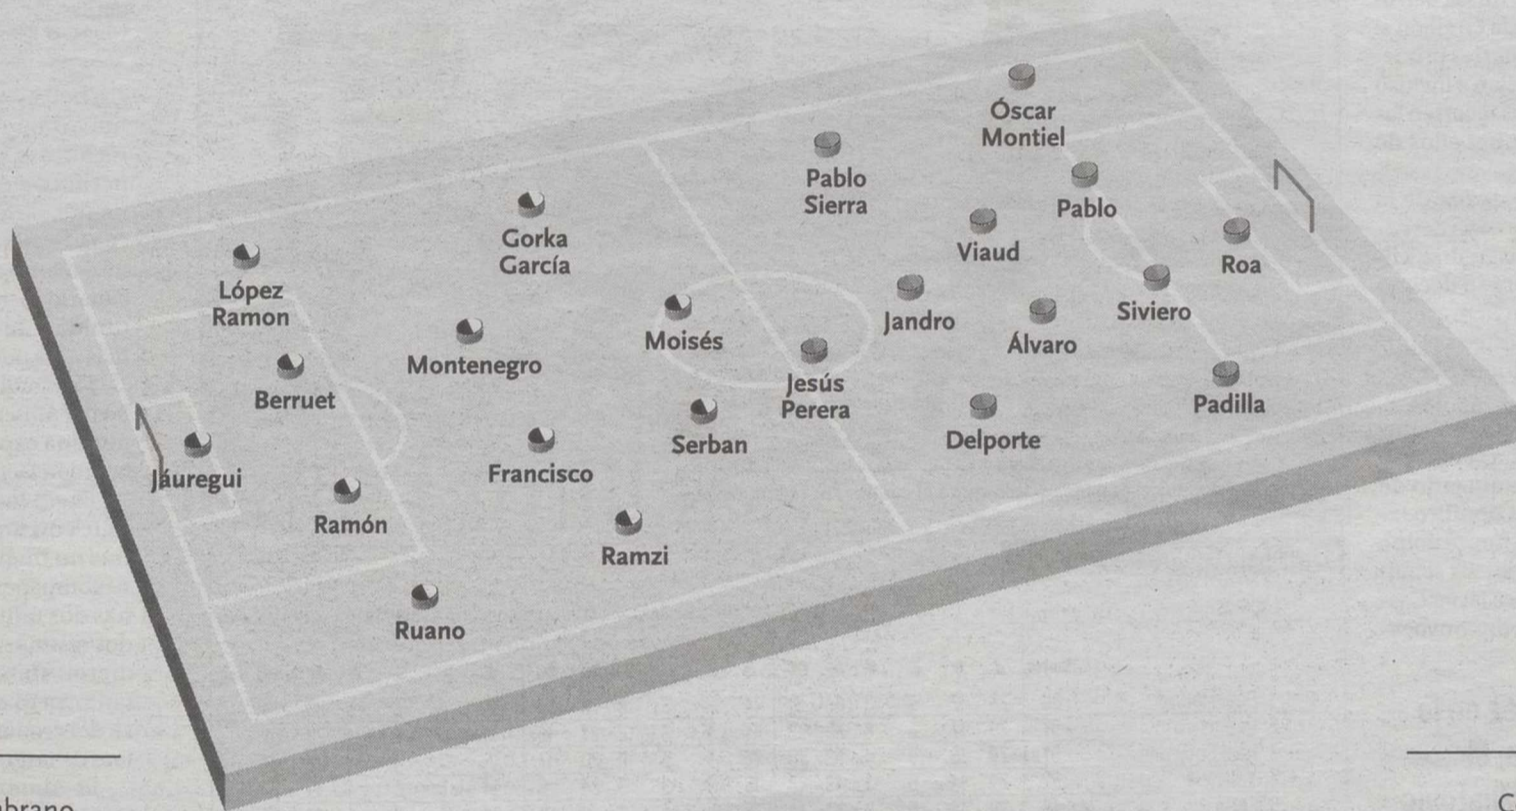 Óscar
Montiel
Pablo
Sierra
Pablo
Gorka
García
Viaud
Roa
López
Ramon
Siviero
Jandro
Moisés
Álvaro
Montenegro
Jesús
Perera
Berruet
Padilla
Serban
Delporte
Jáuregui
Francisco
Ramón
Ramzi
Ruano